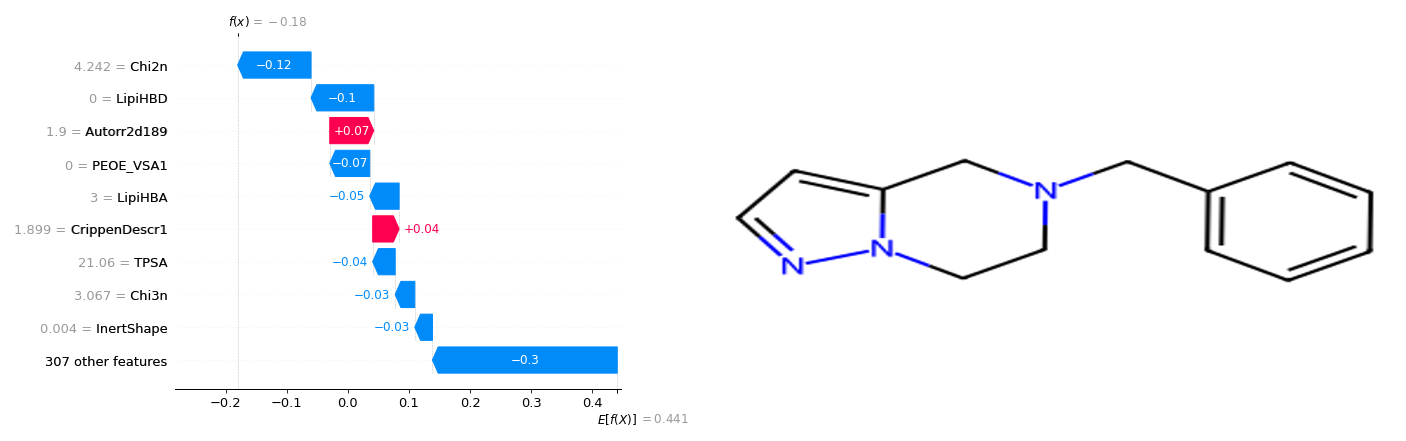 f(x) = −0.18
4.242 = Chi2n
−0.12
0 = LipiHBD
−0.1
1.9 = Autorr2d189
+0.07
0 = PEOE_VSA1
−0.07
3 = LipiHBA
−0.05
1.899 = CrippenDescr1
+0.04
21.06 = TPSA
−0.04
3.067 = Chi3n
−0.03
0.004 = InertShape
−0.03
307 other features
−0.3
−0.2 −0.1 0.0 0.1 0.2 0.3 0.4
E[f(X)] = 0.441
N
N
N